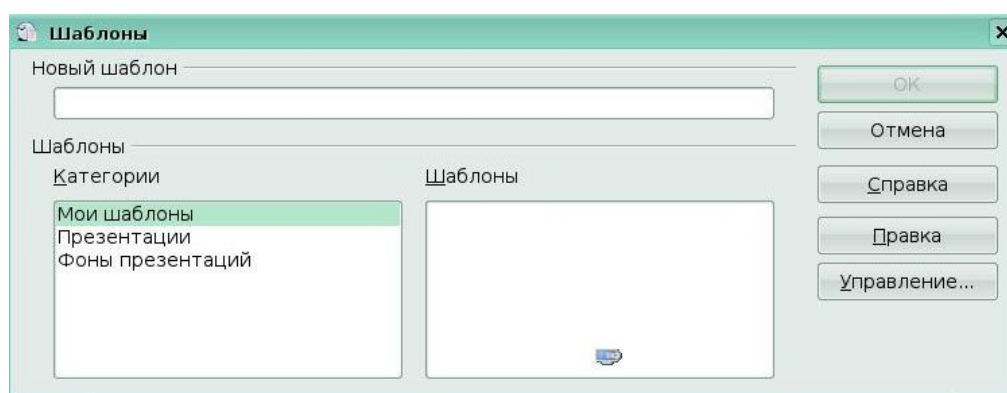 Шаблоны
Новый шаблон
OK
Отмена
Шаблоны
Категории
Шаблоны
Справка
Мои шаблоны
Презентации
Фоны презентаций
Правка
Управление...